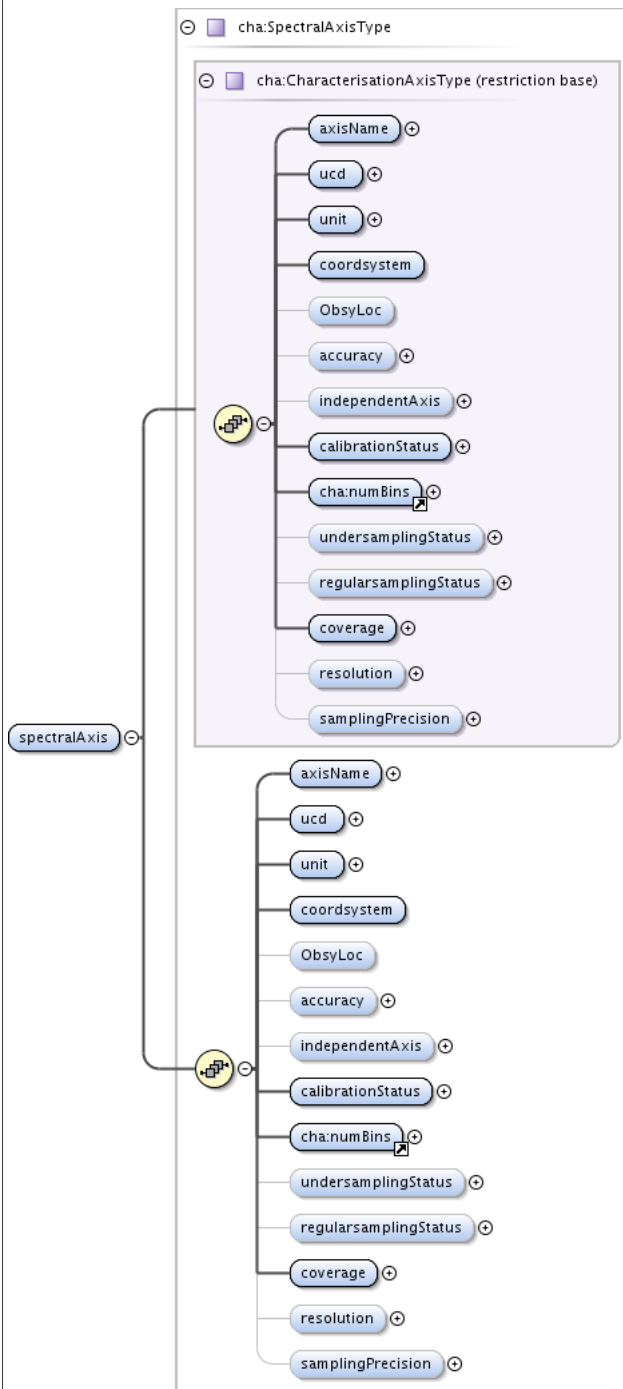 cha:SpectralAxisType
cha:CharacterisationAxisType (restriction base)
axisName
ucd
unit
coordsystem
ObsyLoc
accuracy
independentAxis
calibrationStatus
cha:numBins
undersamplingStatus
regularsamplingStatus
coverage
resolution
samplingPrecision
spectralAxis
axisName
ucd
unit
coordsystem
ObsyLoc
accuracy
independentAxis
calibrationStatus
cha:numBins
undersamplingStatus
regularsamplingStatus
coverage
resolution
samplingPrecision